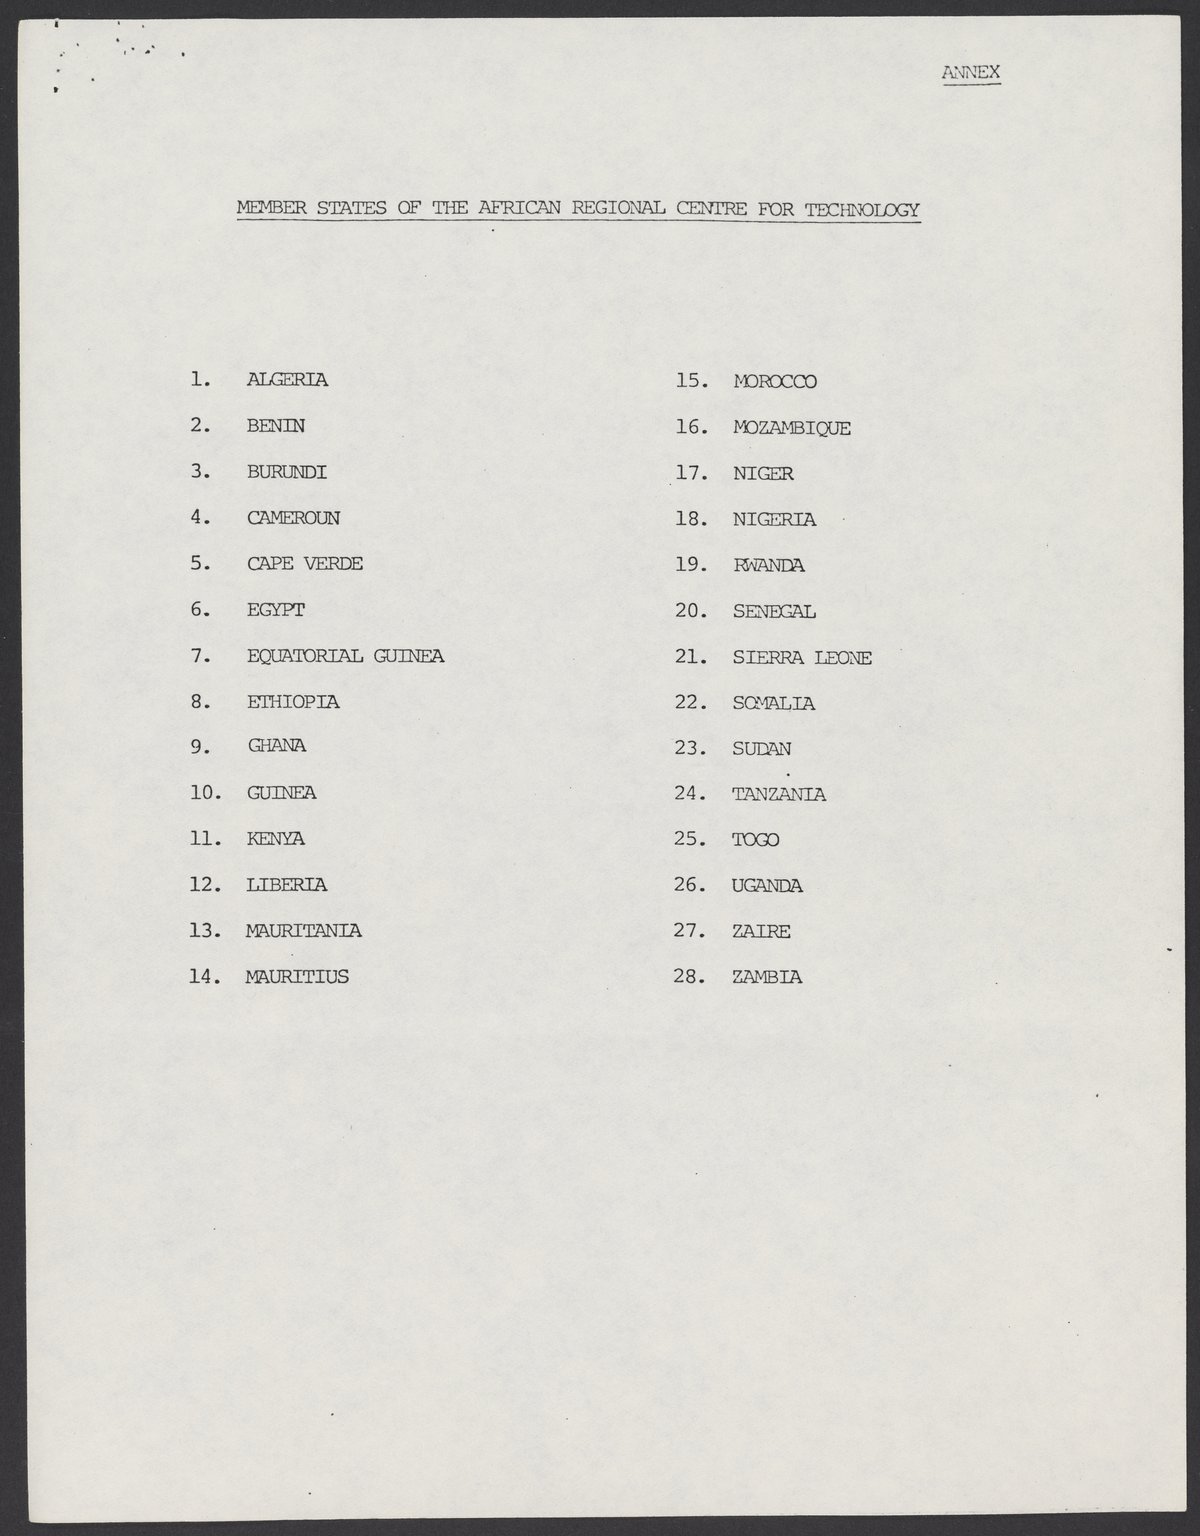 ANNEX
MEMBER STATES OF THE AFRICAN REGIONAL CENTRE FOR TECHNOLOGY
1. ALGERIA
2. BENIN
3. BURUNDI
4. CAMEROUN
5. CAPE VERDE
6. EGYPT
7. EQUATORIAL GUINEA
8. ETHIOPIA
9. GHANA
10. GUINEA
11. KENYA
12. LIBERIA
13. MAURITANIA
14. MAURITIUS
15. MOROCCO
16. MOZAMBIQUE
17. NIGER
18. NIGERIA
19. RWANDA
20. SENEGAL
21. SIERRA LEONE
22. SOMALIA
23. SUDAN
24. TANZANIA
25. TOGO
26. UGANDA
27. ZAIRE
28. ZAMBIA